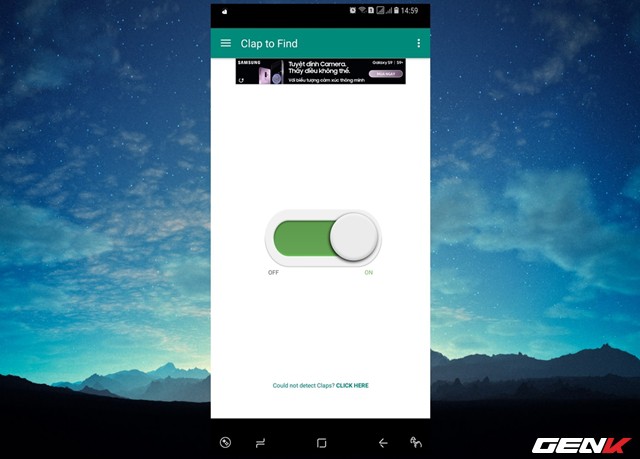 14:59
Clap to Find
SAMSUNG
Tuyệt đỉnh Camera.
Thấy điều không thể.
Với biểu tượng cảm xúc thông minh
Galaxy S9 | S9+
MUA NGAY
OFF
ON
Could not detect Claps? CLICK HERE
GENK